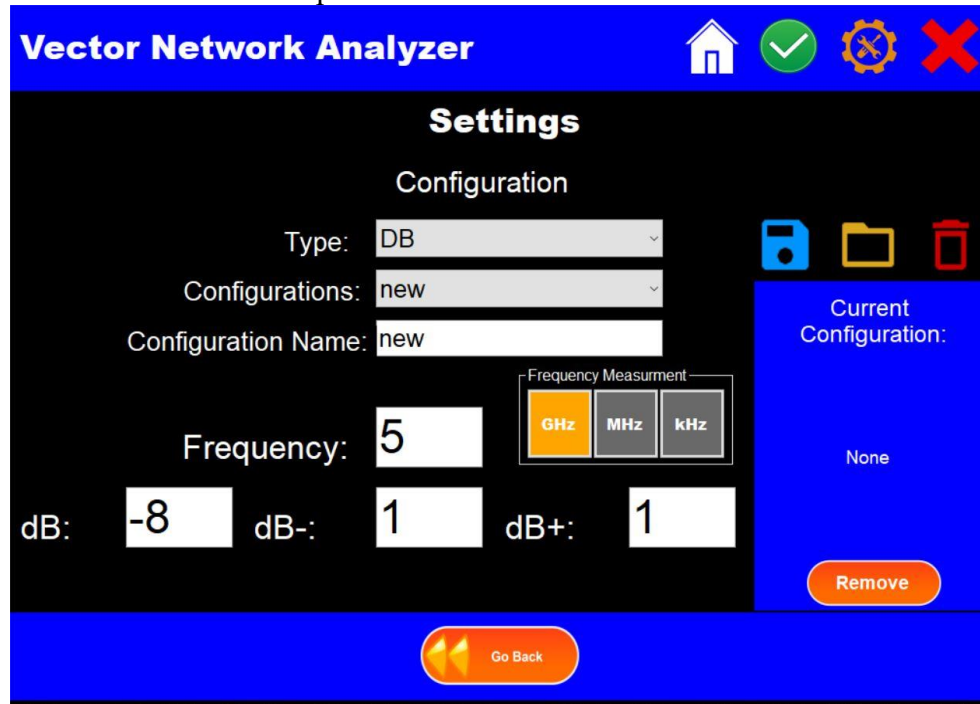 Vector Network Analyzer
Settings
Configuration
Type: DB
Configurations: new
Configuration Name: new
Frequency Measurment
Frequency: 5 GHz MHz kHz
dB: -8 dB-: 1 dB+: 1
Current
Configuration:
None
Remove
Go Back